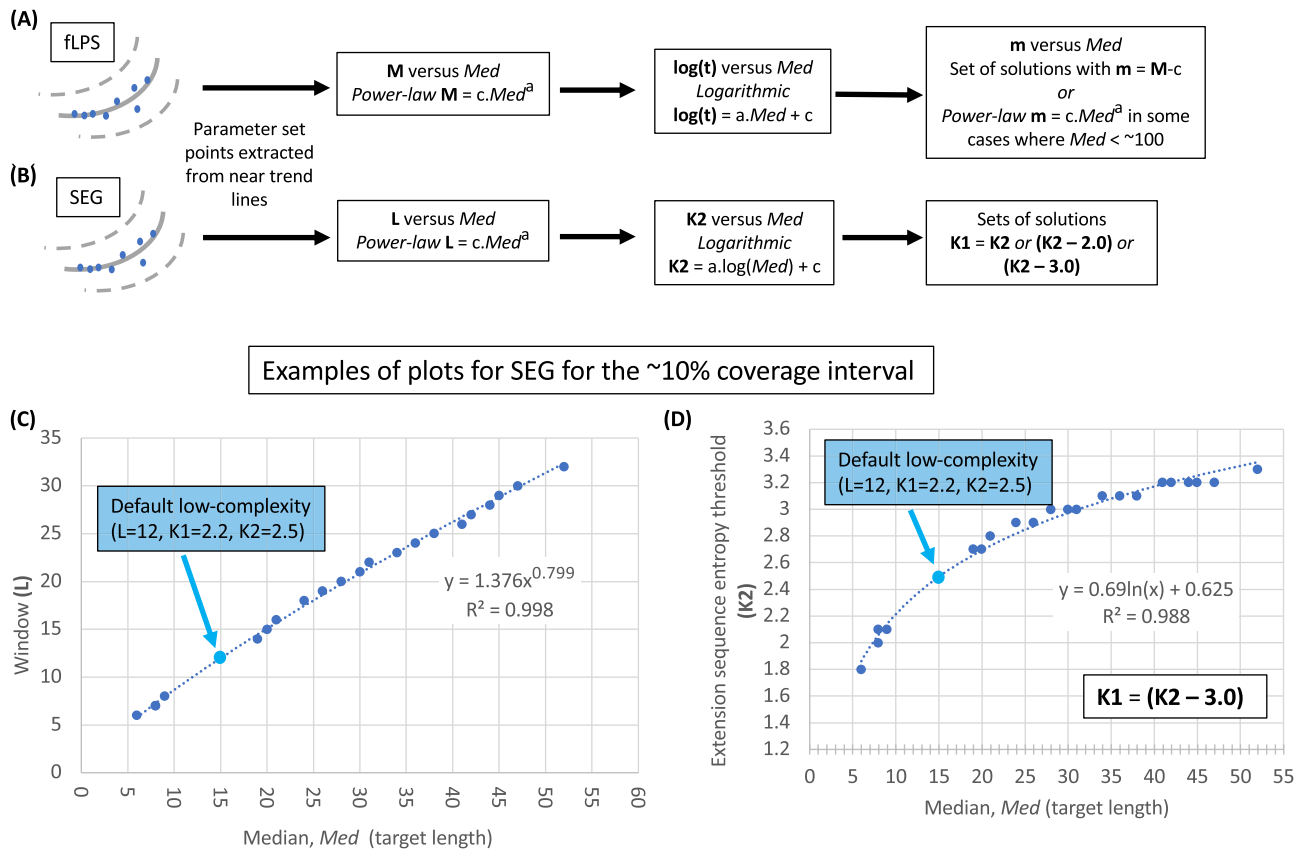 (A)
fLPS
M versus Med
Power-law M = c.Med^a
log(t) versus Med
Logarithmic
log(t) = a.Med + c
m versus Med
Set of solutions with m = M-c
or
Power-law m = c.Med^a in some
cases where Med < ~100
Parameter set
points extracted
from near trend
lines
(B)
SEG
L versus Med
Power-law L = c.Med^a
K2 versus Med
Logarithmic
K2 = a.log(Med) + c
Sets of solutions
K1 = K2 or (K2 – 2.0) or
(K2 – 3.0)
Examples of plots for SEG for the ~10% coverage interval
(C)
35
30
25
20
15
10
5
0
Window (L)
Default low-complexity
(L=12, K1=2.2, K2=2.5)
y = 1.376x^0.799
R² = 0.998
0 5 10 15 20 25 30 35 40 45 50 55 60
Median, Med (target length)
(D)
3.6
3.4
3.2
3
2.8
2.6
2.4
2.2
2
1.8
1.6
1.4
1.2
Extension sequence entropy threshold
(K2)
Default low-complexity
(L=12, K1=2.2, K2=2.5)
y = 0.69ln(x) + 0.625
R² = 0.988
K1 = (K2 – 3.0)
0 5 10 15 20 25 30 35 40 45 50 55
Median, Med (target length)